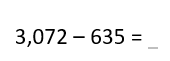 3,072 – 635 = _